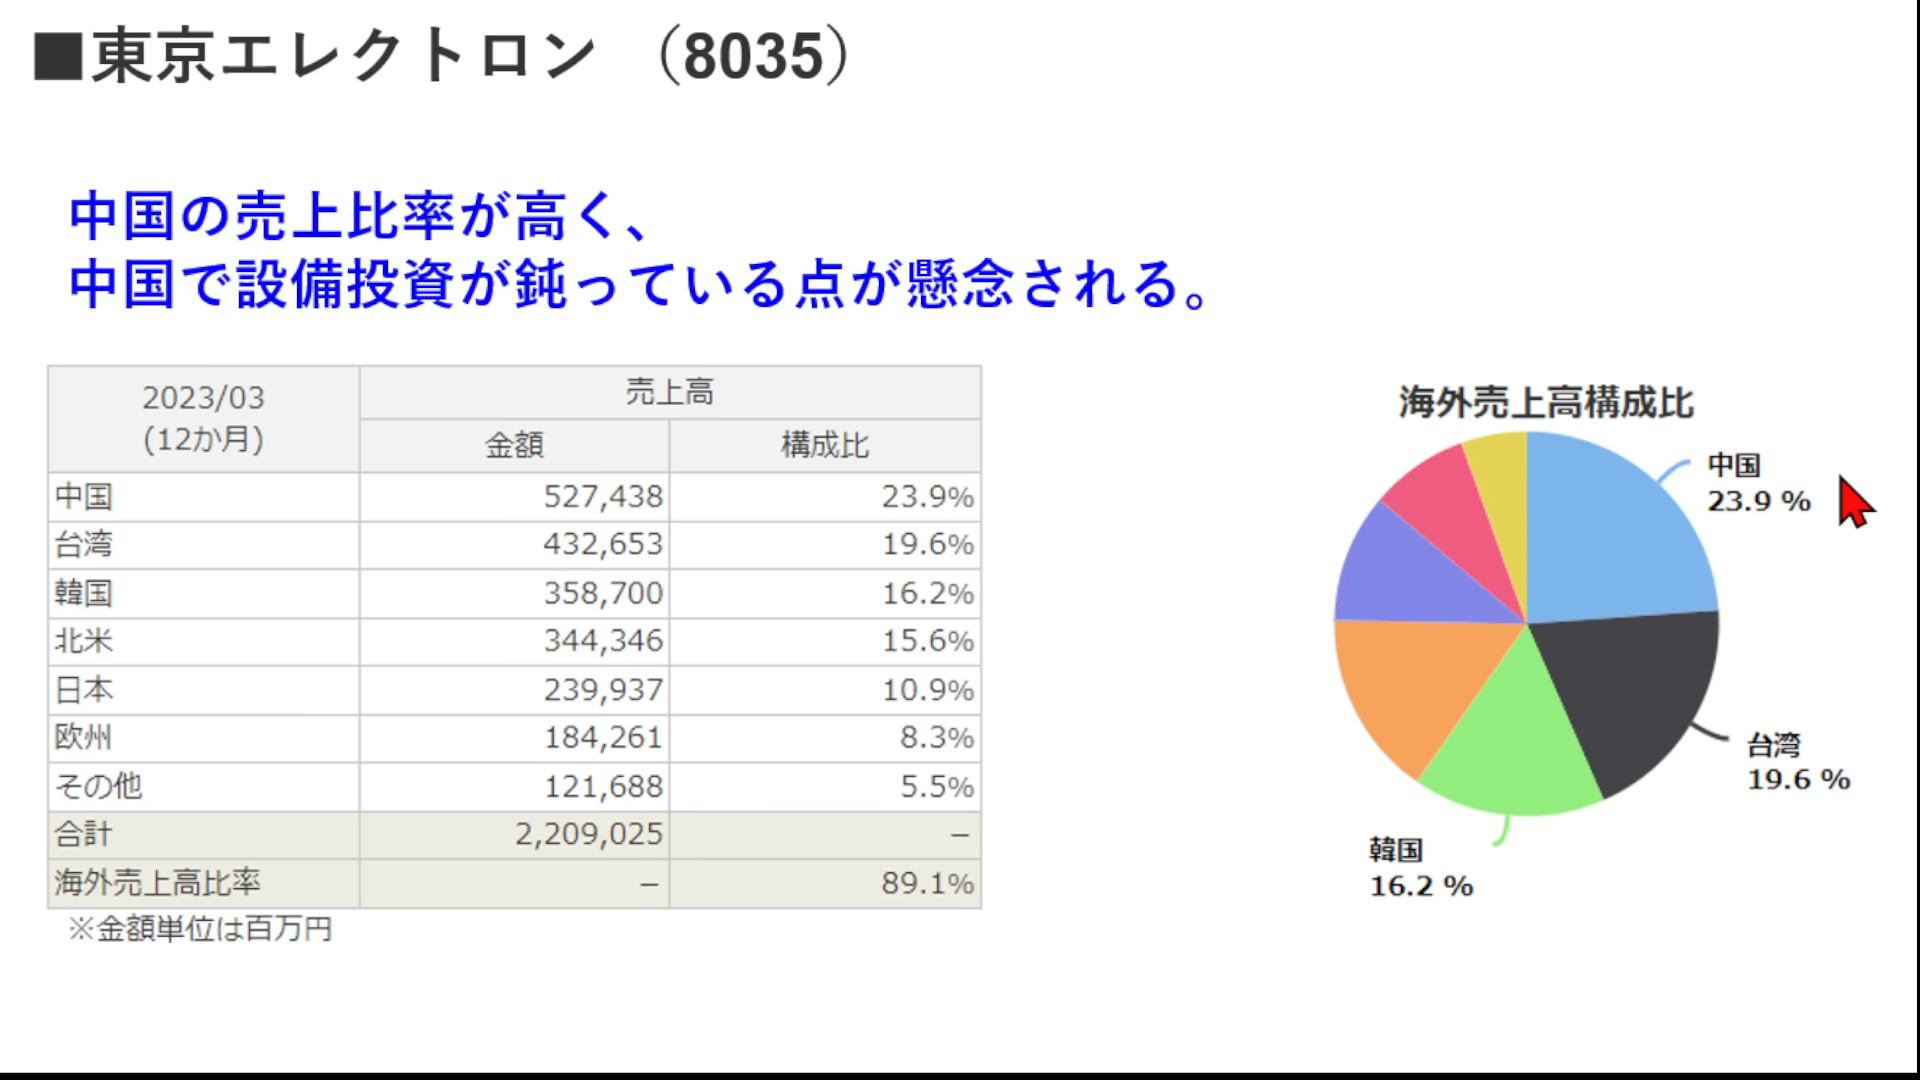 ■東京エレクトロン （8035）
中国の売上比率が高く、
中国で設備投資が鈍っている点が懸念される。
2023/03
(12か月)
売上高
金額 構成比
中国 527,438 23.9%
台湾 432,653 19.6%
韓国 358,700 16.2%
北米 344,346 15.6%
日本 239,937 10.9%
欧州 184,261 8.3%
その他 121,688 5.5%
合計 2,209,025 –
海外売上高比率 – 89.1%
※金額単位は百万円
海外売上高構成比
中国
23.9 %
台湾
19.6 %
韓国
16.2 %